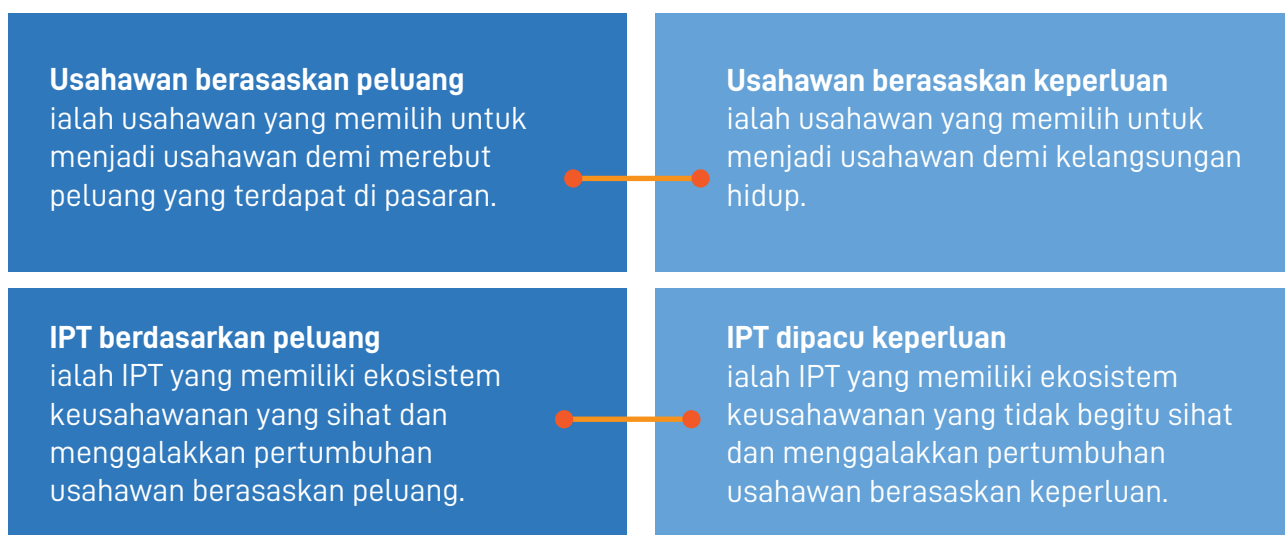 Usahawan berasaskan peluang
ialah usahawan yang memilih untuk
menjadi usahawan demi merebut
peluang yang terdapat di pasaran.
Usahawan berasaskan keperluan
ialah usahawan yang memilih untuk
menjadi usahawan demi kelangsungan
hidup.
IPT berdasarkan peluang
ialah IPT yang memiliki ekosistem
keusahawanan yang sihat dan
menggalakkan pertumbuhan
usahawan berasaskan peluang.
IPT dipacu keperluan
ialah IPT yang memiliki ekosistem
keusahawanan yang tidak begitu sihat
dan menggalakkan pertumbuhan
usahawan berasaskan keperluan.